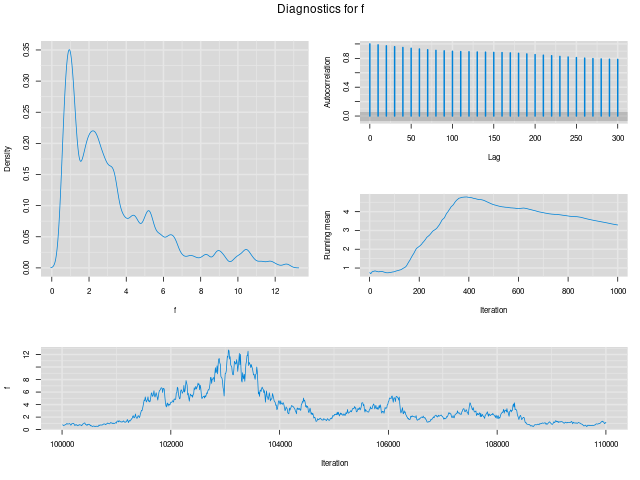 Diagnostics for f
Density
0.00 0.05 0.10 0.15 0.20 0.25 0.30 0.35
0 2 4 6 8 10 12
f
Autocorrelation
0.0 0.4 0.8
0 50 100 150 200 250 300
Lag
Running mean
1 2 3 4
0 200 400 600 800 1000
Iteration
f
0 2 4 8 12
100000 102000 104000 106000 108000 110000
Iteration